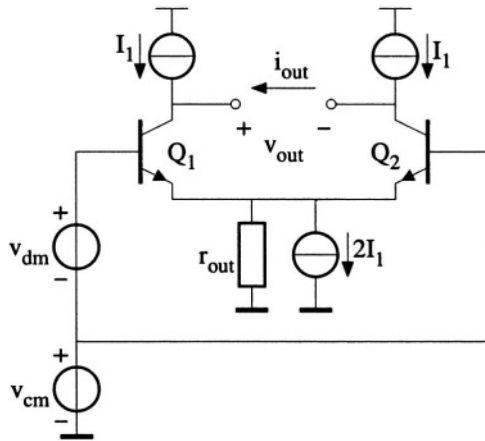 I1
iout
I1
+
−
Q1
vout
Q2
+
vdm
−
rout
2I1
+
vcm
−